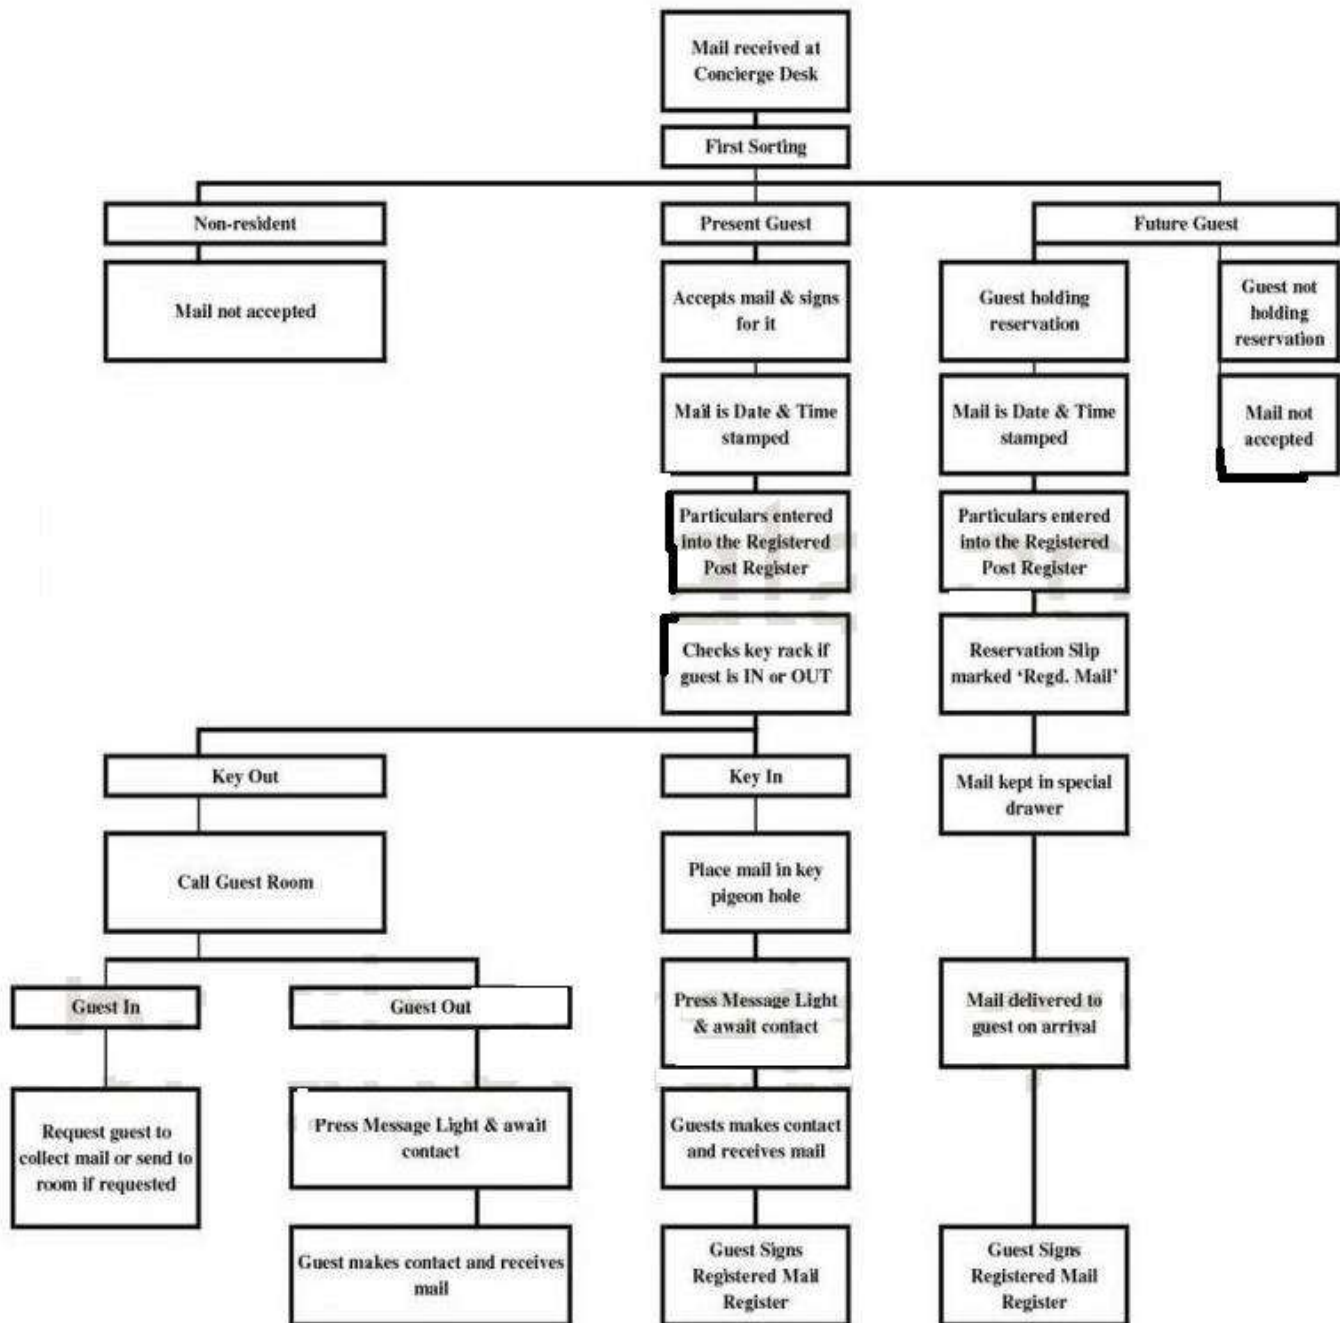 Mail received at
Concierge Desk
First Sorting
Non-resident
Present Guest
Future Guest
Mail not accepted
Accepts mail & signs
for it
Guest holding
reservation
Guest not
holding
reservation
Mail is Date & Time
stamped
Mail is Date & Time
stamped
Mail not
accepted
Particulars entered
into the Registered
Post Register
Particulars entered
into the Registered
Post Register
Checks key rack if
guest is IN or OUT
Reservation Slip
marked ‘Regd. Mail’
Key Out
Key In
Mail kept in special
drawer
Call Guest Room
Place mail in key
pigeon hole
Guest In
Guest Out
Press Message Light
& await contact
Mail delivered to
guest on arrival
Request guest to
collect mail or send to
room if requested
Press Message Light & await
contact
Guests makes contact
and receives mail
Guest makes contact and receives
mail
Guest Signs
Registered Mail
Register
Guest Signs
Registered Mail
Register